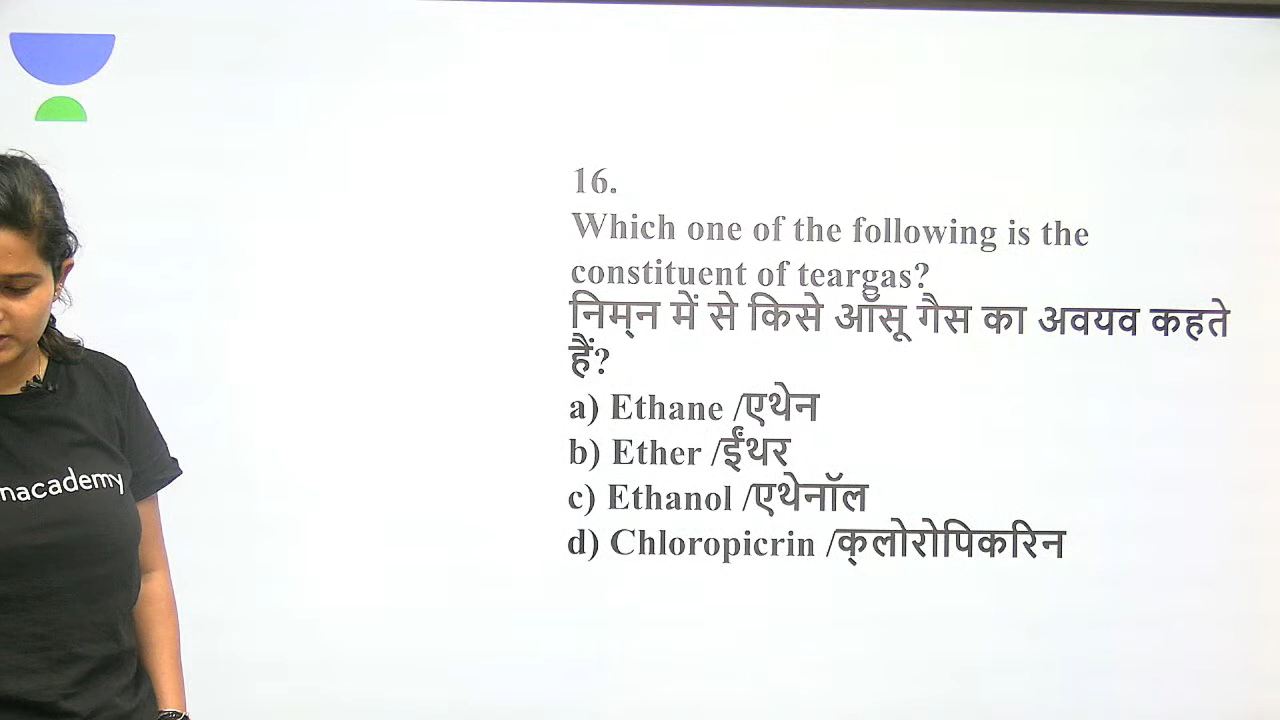 16.
Which one of the following is the
constituent of teargas?
निम्न में से किसे आँसू गैस का अवयव कहते
हैं?
a) Ethane /एथेन
b) Ether /ईंथर
c) Ethanol /एथेनॉल
d) Chloropicrin /क्लोरोपिकरिन
nacademy